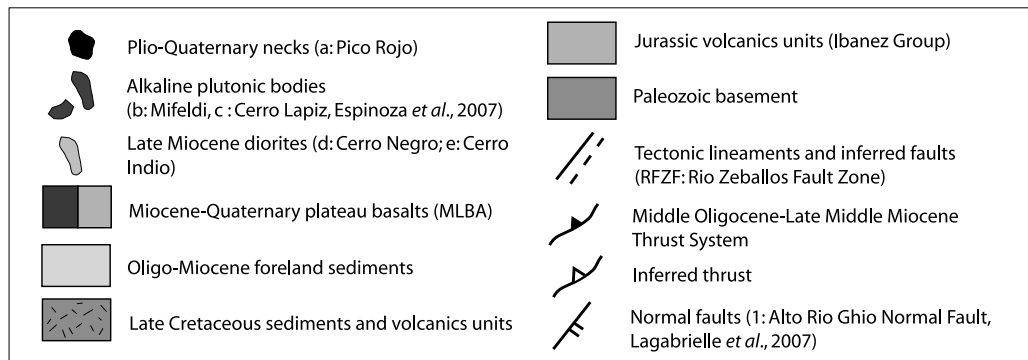 Plio-Quaternary necks (a: Pico Rojo)
Alkaline plutonic bodies
(b: Mifeldi, c : Cerro Lapiz, Espinoza et al., 2007)
Late Miocene diorites (d: Cerro Negro; e: Cerro
Indio)
Miocene-Quaternary plateau basalts (MLBA)
Oligo-Miocene foreland sediments
Late Cretaceous sediments and volcanics units
Jurassic volcanics units (Ibanez Group)
Paleozoic basement
Tectonic lineaments and inferred faults
(RFZF: Rio Zeballos Fault Zone)
Middle Oligocene-Late Middle Miocene
Thrust System
Inferred thrust
Normal faults (1: Alto Rio Ghio Normal Fault,
Lagabrielle et al., 2007)